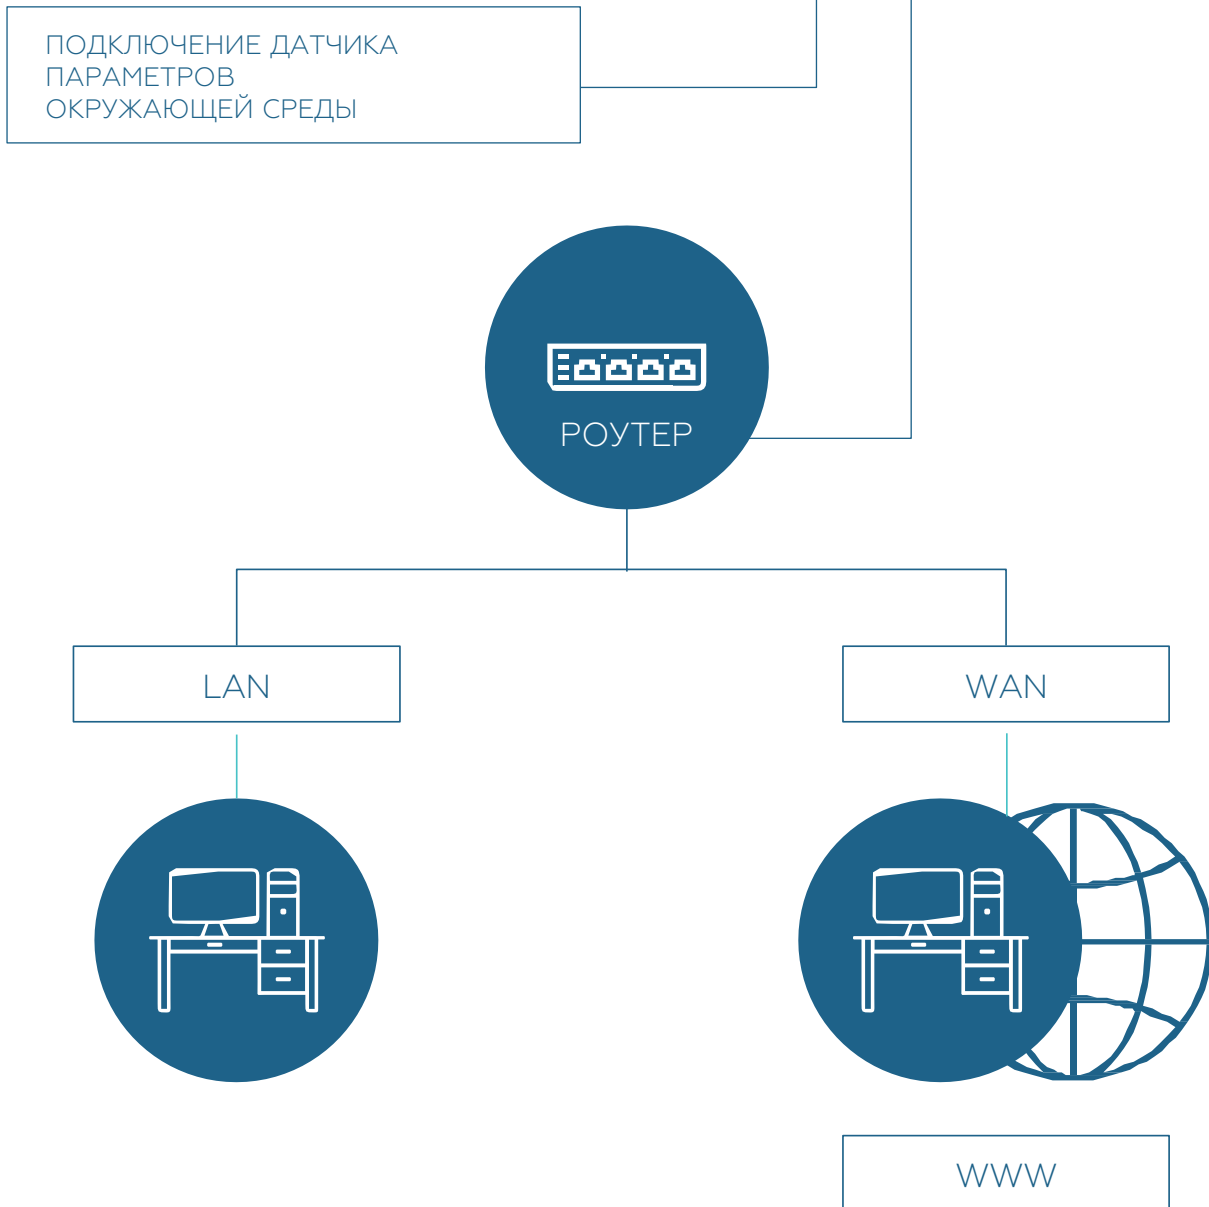 ПОДКЛЮЧЕНИЕ ДАТЧИКА
ПАРАМЕТРОВ
ОКРУЖАЮЩЕЙ СРЕДЫ
РОУТЕР
LAN
WAN
WWW